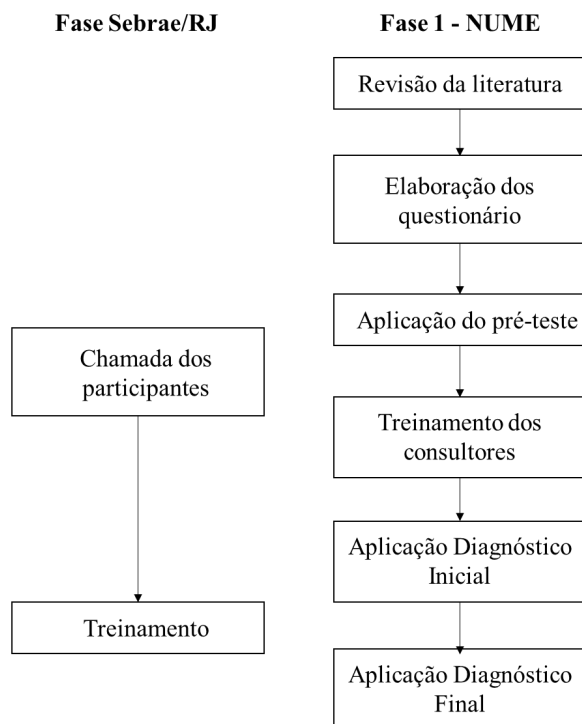 Fase Sebrae/RJ
Chamada dos
participantes
Treinamento
Fase 1 - NUME
Revisão da literatura
Elaboração dos
questionário
Aplicação do pré-teste
Treinamento dos
consultores
Aplicação Diagnóstico
Inicial
Aplicação Diagnóstico
Final